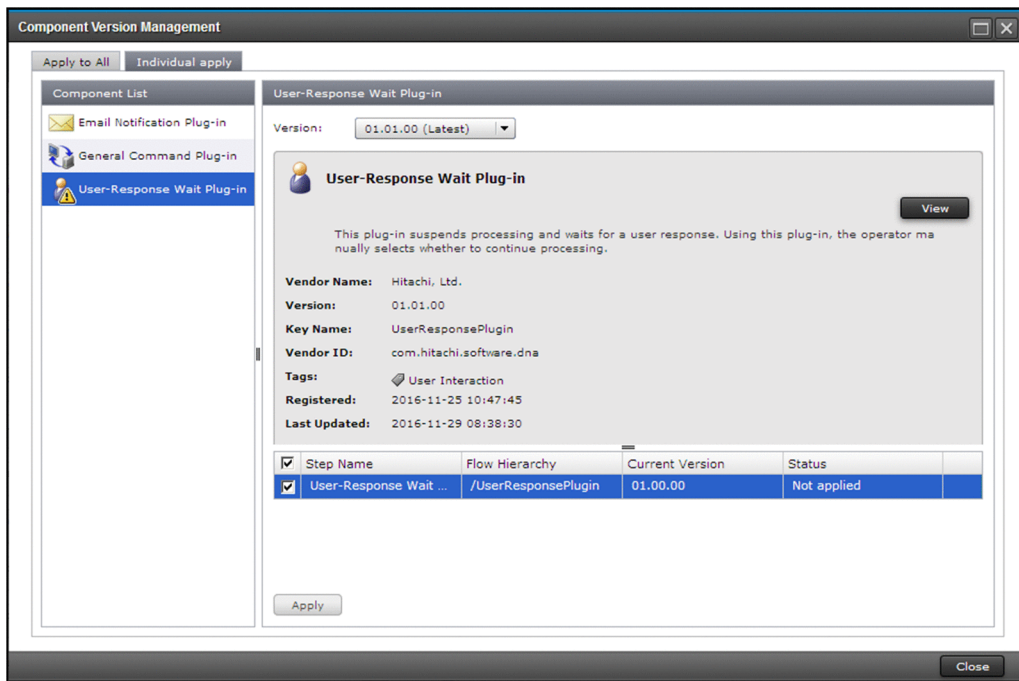 Component Version Management
Apply to All
Individual apply
Component List
Email Notification Plug-in
General Command Plug-in
User-Response Wait Plug-in
User-Response Wait Plug-in
Version: 01.01.00 (Latest)
User-Response Wait Plug-in
View
This plug-in suspends processing and waits for a user response. Using this plug-in, the operator ma
nually selects whether to continue processing.
Vendor Name: Hitachi, Ltd.
Version: 01.01.00
Key Name: UserResponsePlugin
Vendor ID: com.hitachi.software.dna
Tags: User Interaction
Registered: 2016-11-25 10:47:45
Last Updated: 2016-11-29 08:38:30
Step Name Flow Hierarchy Current Version Status
User-Response Wait ... /UserResponsePlugin 01.00.00 Not applied
Apply
Close